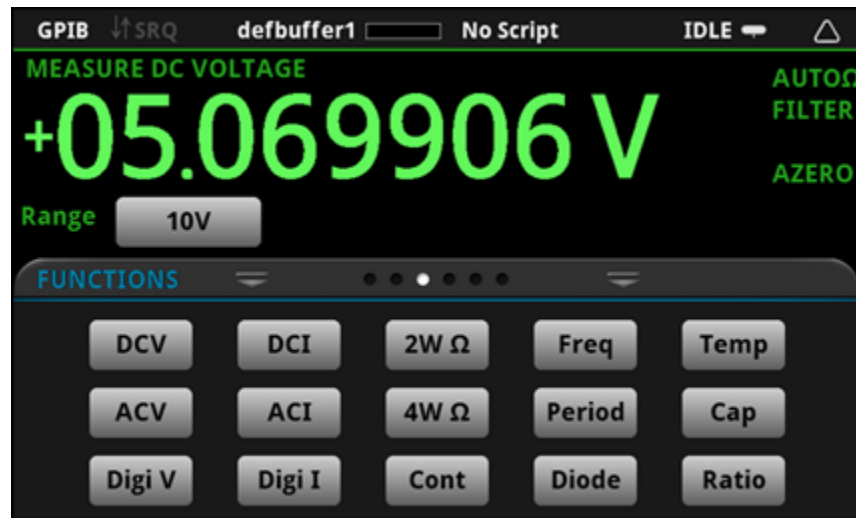 GPIB ↓↑SRQ defbuffer1 No Script IDLE
MEASURE DC VOLTAGE AUTOΩ
+05.069906 V FILTER
AZERO
Range 10V
FUNCTIONS
DCV DCI 2W Ω Freq Temp
ACV ACI 4W Ω Period Cap
Digi V Digi I Cont Diode Ratio